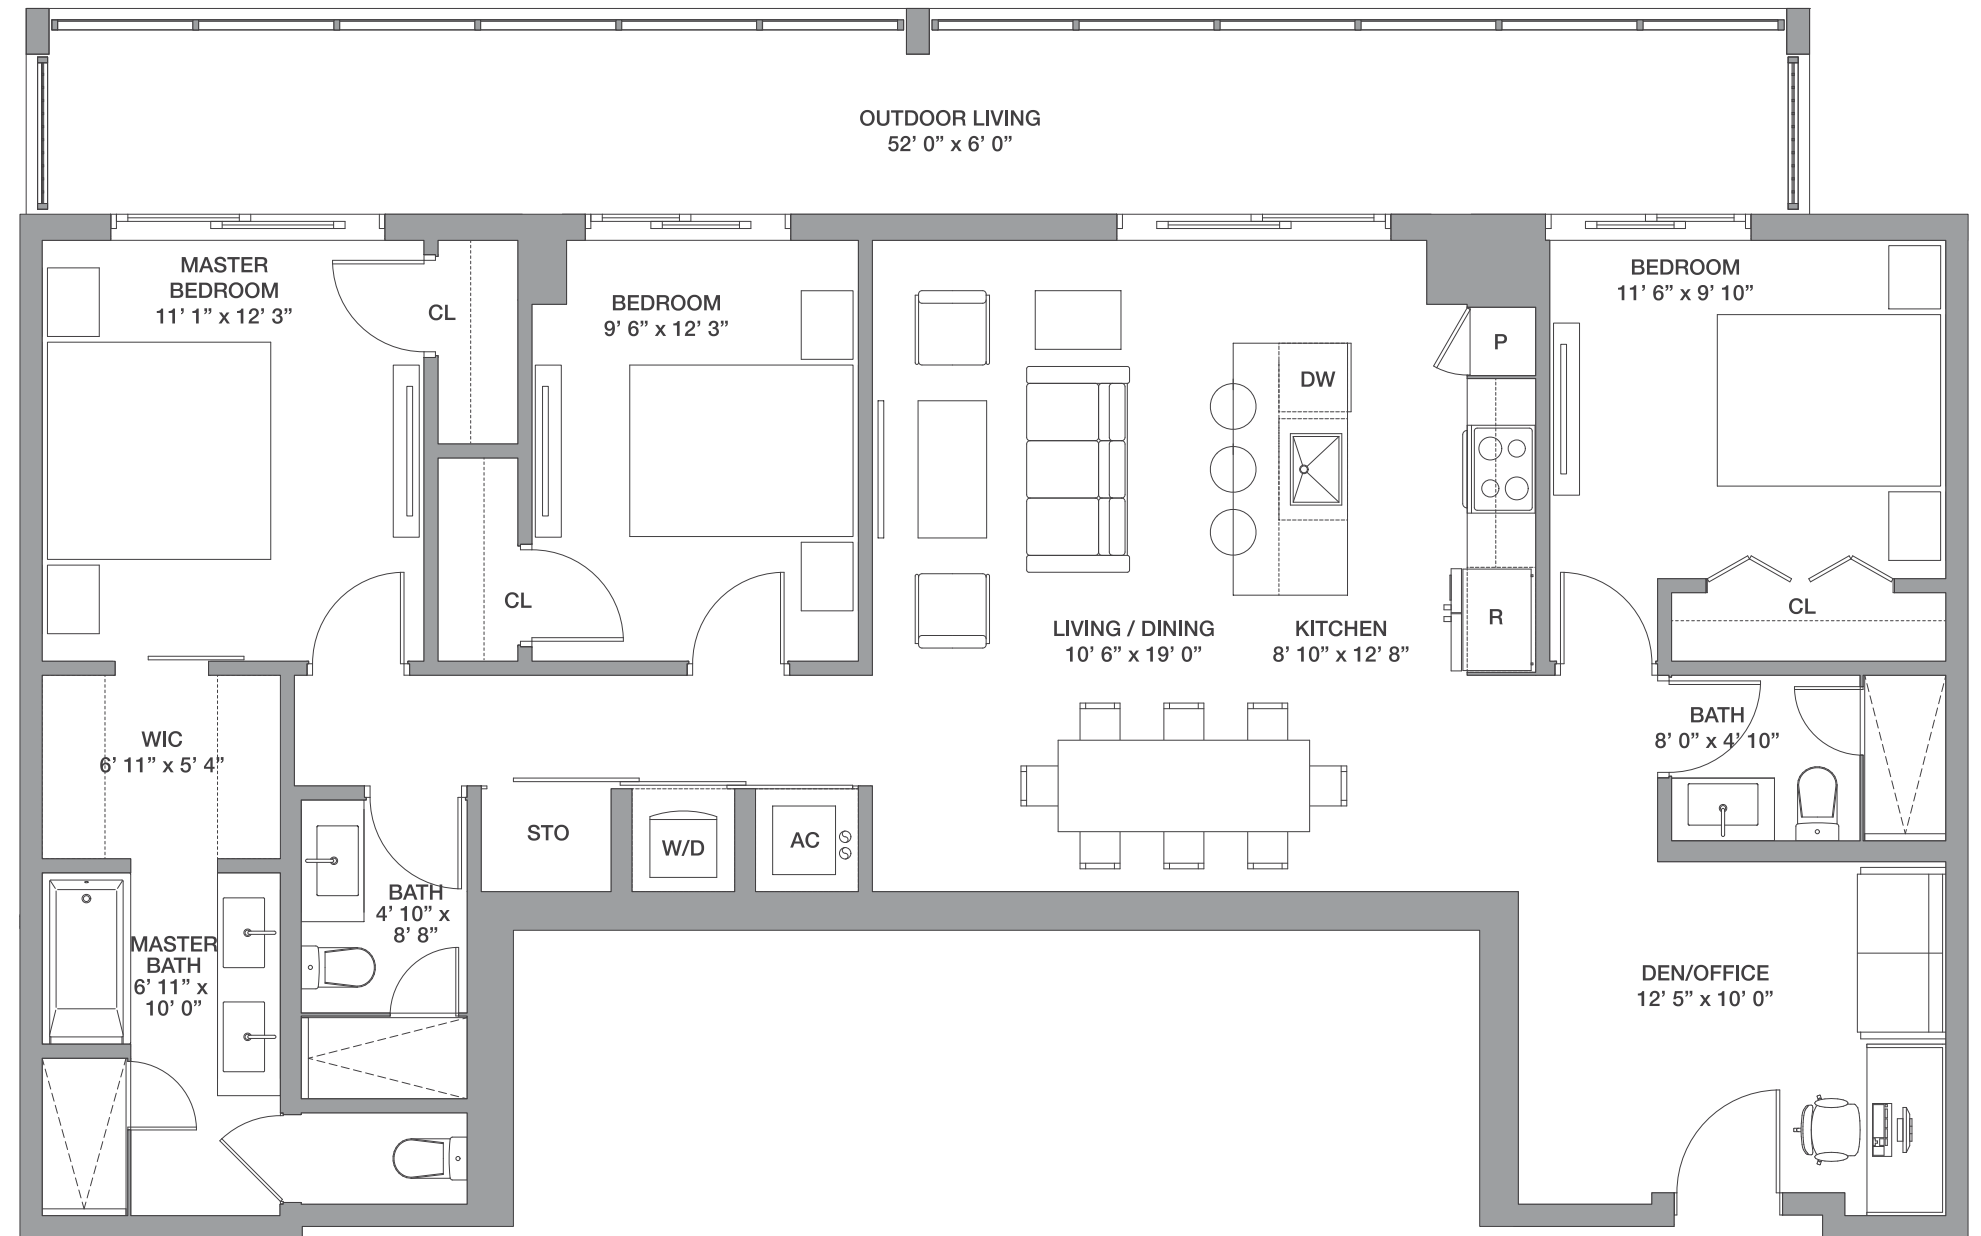 OUTDOOR LIVING
52’ 0” x 6’ 0”
MASTER
BEDROOM
11’ 1” x 12’ 3”
CL
BEDROOM
9’ 6” x 12’ 3”
BEDROOM
11’ 6” x 9’ 10”
P
DW
CL
CL
R
LIVING / DINING
10’ 6” x 19’ 0”
KITCHEN
8’ 10” x 12’ 8”
WIC
6’ 11” x 5’ 4”
BATH
8’ 0” x 4’ 10”
STO
W/D
AC
BATH
4’ 10” x
8’ 8”
MASTER
BATH
6’ 11” x
10’ 0”
DEN/OFFICE
12’ 5” x 10’ 0”